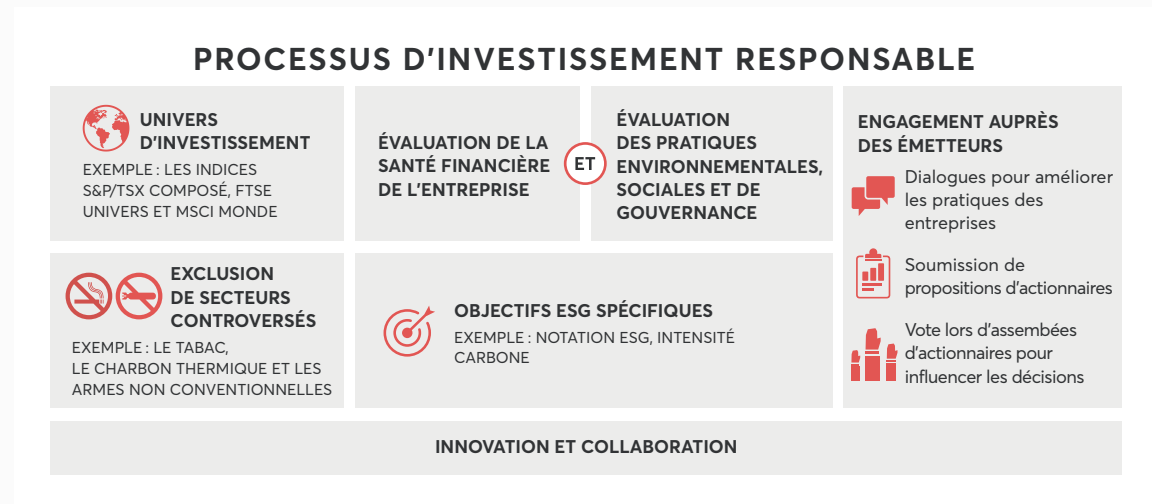 PROCESSUS D'INVESTISSEMENT RESPONSABLE
UNIVERS
D'INVESTISSEMENT
EXEMPLE : LES INDICES
S&P/TSX COMPOSÉ, FTSE
UNIVERS ET MSCI MONDE
EXCLUSION
DE SECTEURS
CONTROVERSÉS
EXEMPLE : LE TABAC,
LE CHARBON THERMIQUE ET LES
ARMES NON CONVENTIONNELLES
ÉVALUATION DE LA
SANTÉ FINANCIÈRE
DE L'ENTREPRISE
ET
ÉVALUATION
DES PRATIQUES
ENVIRONNEMENTALES,
SOCIALES ET DE
GOUVERNANCE
OBJECTIFS ESG SPÉCIFIQUES
EXEMPLE : NOTATION ESG, INTENSITÉ
CARBONE
ENGAGEMENT AUPRÈS
DES ÉMETTEURS
Dialogues pour améliorer
les pratiques des
entreprises
Soumission de
propositions d'actionnaires
Vote lors d'assembées
d'actionnaires pour
influencer les décisions
INNOVATION ET COLLABORATION